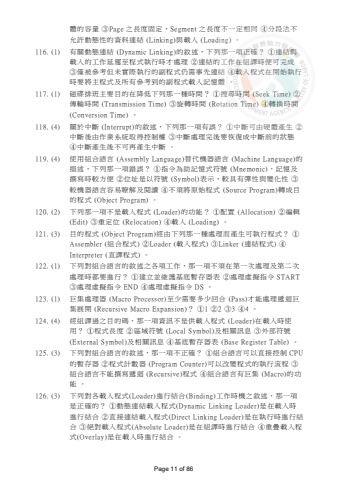 體的容量 ③Page 之長度固定，Segment 之長度不一定相同 ④分段法不
允許動態性的資料連結 (Linking)與載入 (Loading) 。
116. (1) 有關動態連結 (Dynamic Linking)的敘述，下列那一項正確？ ①連結與
載入的工作延遲至程式執行時才處理 ②連結的工作在組譯時便可完成
③僅被參考但未實際執行的副程式仍需事先連結 ④載入程式在開始執行
時要將主程式及所有參考到的副程式載入記憶體 。
117. (1) 磁碟排班主要目的在降低下列那一種時間？ ①搜尋時間 (Seek Time) ②
傳輸時間 (Transmission Time) ③旋轉時間 (Rotation Time) ④轉換時間
(Conversion Time) 。
118. (4) 關於中斷 (Interrupt)的敘述，下列那一項有誤？ ①中斷可由硬體產生 ②
中斷後由作業系統取得控制權 ③中斷處理完後要恢復成中斷前的狀態
④中斷產生後不可再產生中斷 。
119. (4) 使用組合語言 (Assembly Language)替代機器語言 (Machine Language)的
描述，下列那一項錯誤？ ①指令為助記憶式符號 (Mnemonic)，記憶及
撰寫時較方便 ②位址是以符號 (Symbol)表示，較具有彈性與變化性 ③
較機器語言容易瞭解及閱讀 ④不須將原始程式 (Source Program)轉成目
的程式 (Object Program) 。
120. (2) 下列那一項不是載入程式 (Loader)的功能？ ①配置 (Allocation) ②編輯
(Edit) ③重定位 (Relocation) ④載入 (Loading) 。
121. (3) 目的程式 (Object Program)經由下列那一種處理而產生可執行程式？ ①
Assembler (組合程式) ②Loader (載入程式) ③Linker (連結程式) ④
Interpreter (直譯程式) 。
122. (1) 下列對組合語言的敘述之各項工作，那一項不須在第一次處理及第二次
處理時都要進行？ ①建立並維護基底暫存器表 ②處理虛擬指令 START
③處理虛擬指令 END ④處理虛擬指令 DS 。
123. (1) 巨集處理器 (Macro Processor)至少需要多少回合 (Pass)才能處理遞迴巨
集展開 (Recursive Macro Expansion)？ ①1 ②2 ③3 ④4 。
124. (4) 經組譯過之目的碼，那一項資訊不是供載入程式 (Loader)在載入時使
用？ ①程式長度 ②區域符號 (Local Symbol)及相關訊息 ③外部符號
(External Symbol)及相關訊息 ④基底暫存器表 (Base Register Table) 。
125. (3) 下列對組合語言的敘述，那一項不正確？ ①組合語言可以直接控制 CPU
的暫存器 ②程式計數器 (Program Counter)可以改變程式的執行流程 ③
組合語言不能撰寫遞迴 (Recursive)程式 ④組合語言有巨集 (Macro)的功
能 。
126. (3) 下列對各載入程式(Loader)進行結合(Binding)工作時機之敘述，那一項
是正確的？ ①動態連結載入程式(Dynamic Linking Loader)是在載入時
進行結合 ②直接連結載入程式(Direct Linking Loader)是在執行時進行結
合 ③絕對載入程式(Absolute Loader)是在組譯時進行結合 ④重疊載入程
式(Overlay)是在載入時進行結合 。
Page 11 of 86